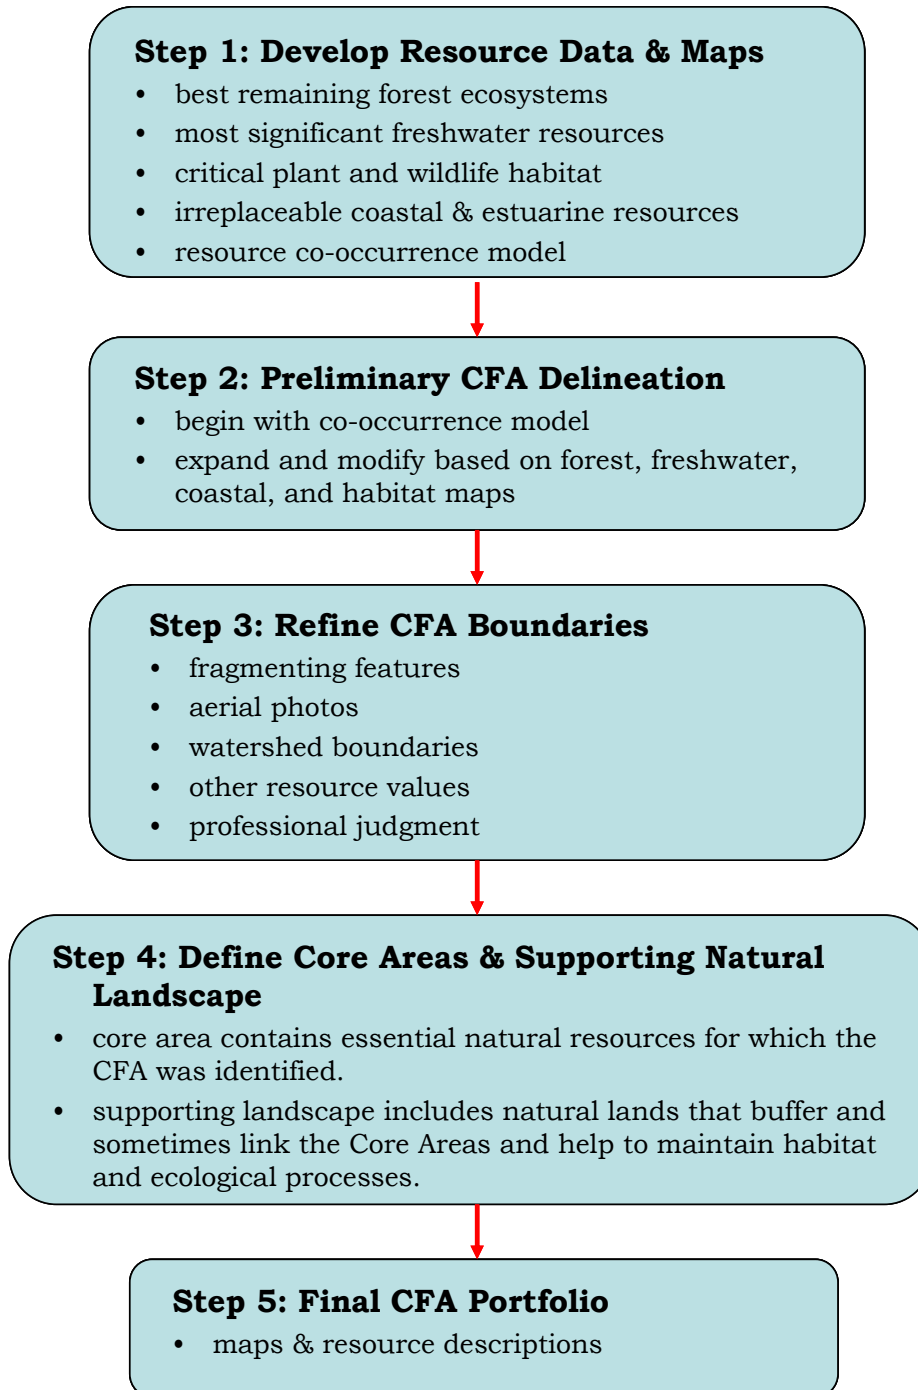 Step 1: Develop Resource Data & Maps
• best remaining forest ecosystems
• most significant freshwater resources
• critical plant and wildlife habitat
• irreplaceable coastal & estuarine resources
• resource co-occurrence model
Step 2: Preliminary CFA Delineation
• begin with co-occurrence model
• expand and modify based on forest, freshwater,
coastal, and habitat maps
Step 3: Refine CFA Boundaries
• fragmenting features
• aerial photos
• watershed boundaries
• other resource values
• professional judgment
Step 4: Define Core Areas & Supporting Natural
Landscape
• core area contains essential natural resources for which the
CFA was identified.
• supporting landscape includes natural lands that buffer and
sometimes link the Core Areas and help to maintain habitat
and ecological processes.
Step 5: Final CFA Portfolio
• maps & resource descriptions